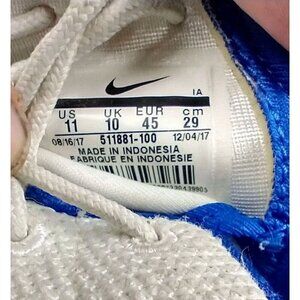 IA
US UK EUR cm
11 10 45 29
08/16/17 511881-100 12/04/17
MADE IN INDONESIA
FABRIQUE EN INDONESIE